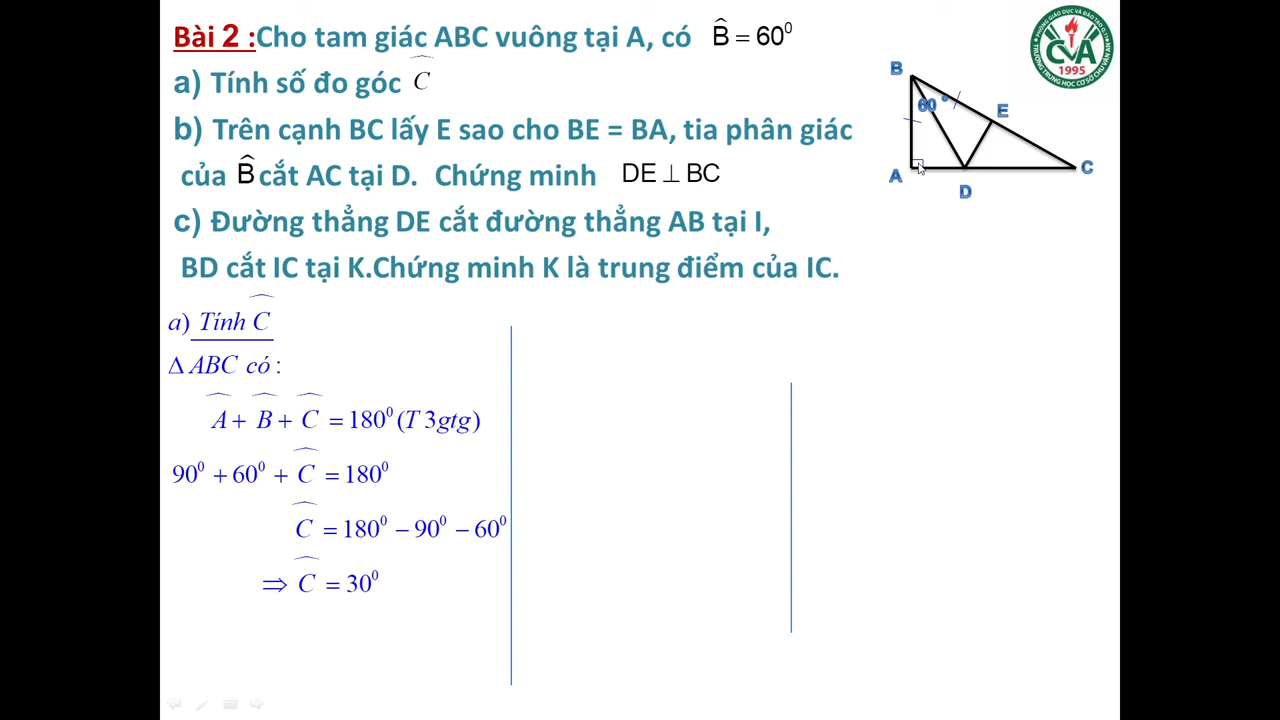 Bài 2 :Cho tam giác ABC vuông tại A, có B̂ = 60⁰
a) Tính số đo góc Ĉ
b) Trên cạnh BC lấy E sao cho BE = BA, tia phân giác
của B̂ cắt AC tại D. Chứng minh DE ⊥ BC
c) Đường thẳng DE cắt đường thẳng AB tại I,
BD cắt IC tại K.Chứng minh K là trung điểm của IC.
B
60°
E
A
D
C
CVA
1995
a) Tính Ĉ
Δ ABC có :
Â + B̂ + Ĉ = 180⁰ (T 3gtg)
90⁰ + 60⁰ + Ĉ = 180⁰
Ĉ = 180⁰ − 90⁰ − 60⁰
⇒ Ĉ = 30⁰